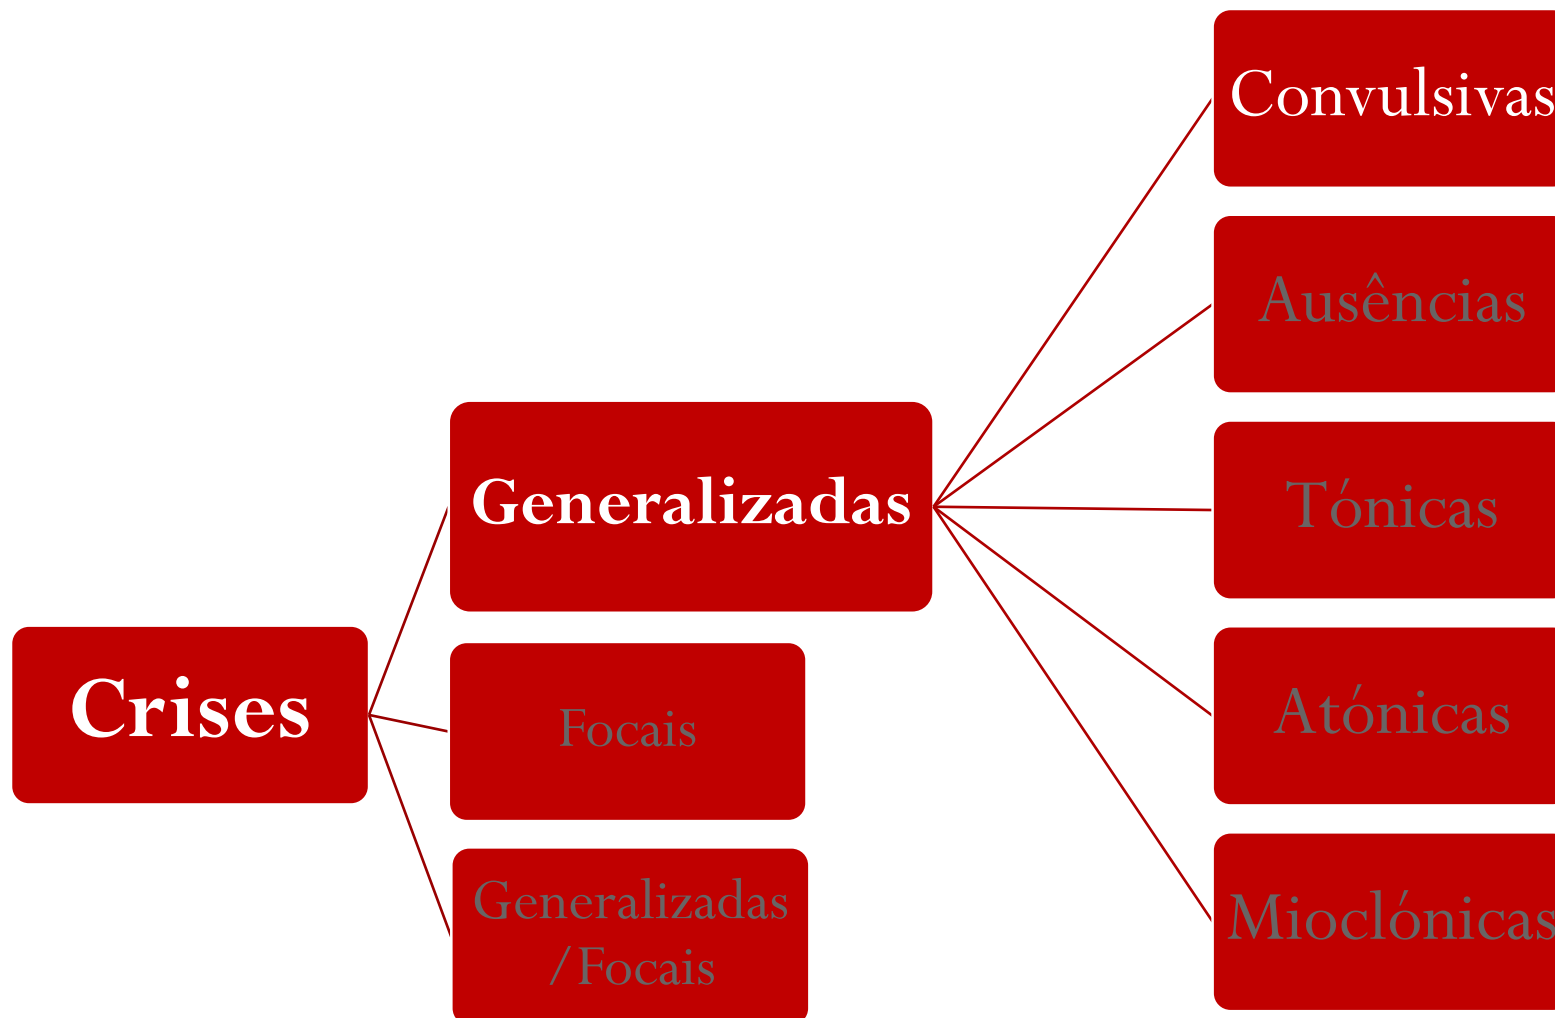 Crises
Generalizadas
Focais
Generalizadas
/Focais
Convulsivas
Ausências
Tónicas
Atónicas
Mioclónicas